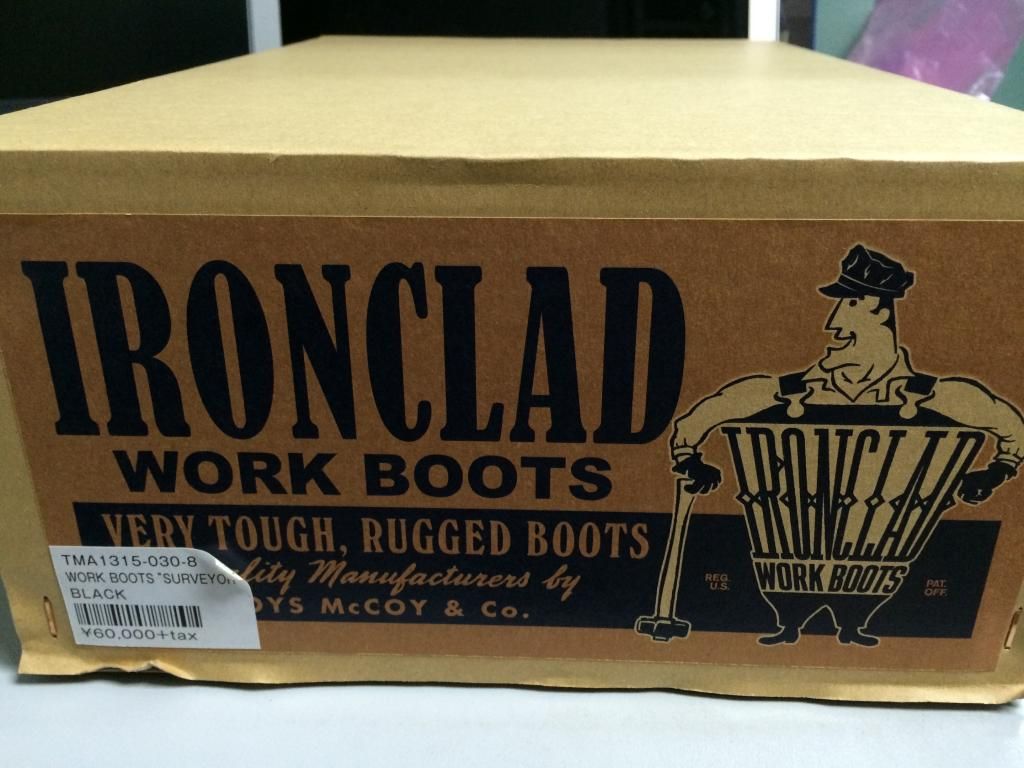 IRONCLAD
WORK BOOTS
VERY TOUGH, RUGGED BOOTS
lity Manufacturers by
OYS McCOY & Co.
TMA1315-030-8
WORK BOOTS "SURVEYOR
BLACK
¥60,000+tax
IRONCLAD
WORK BOOTS
REG.
U.S.
PAT.
OFF.